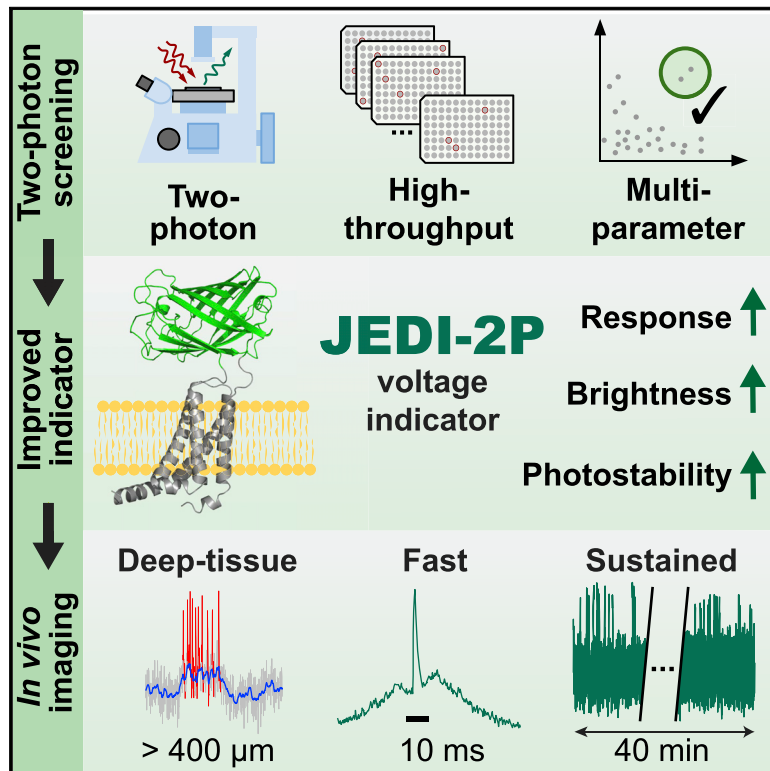 Two-photon
screening
Two-
photon
High-
throughput
...
Multi-
parameter
Improved
indicator
JEDI-2P
voltage
indicator
Response
Brightness
Photostability
In vivo
imaging
Deep-tissue
> 400 µm
Fast
10 ms
Sustained
...
40 min